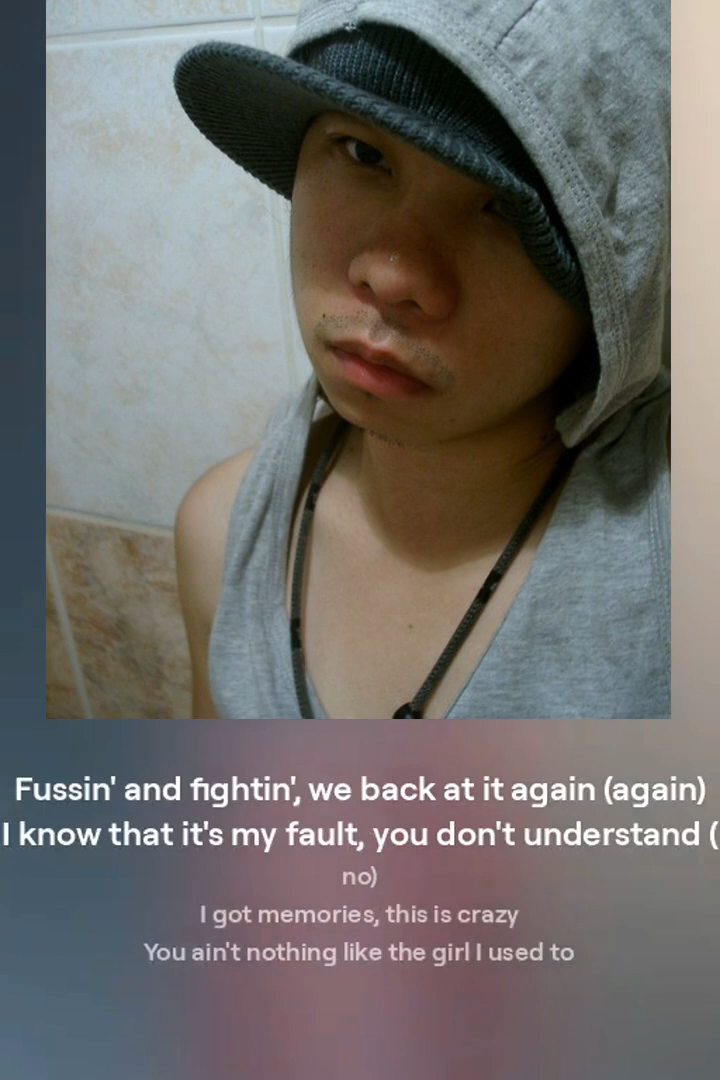 Fussin' and fightin', we back at it again (again)
I know that it's my fault, you don't understand (
no)
I got memories, this is crazy
You ain't nothing like the girl I used to